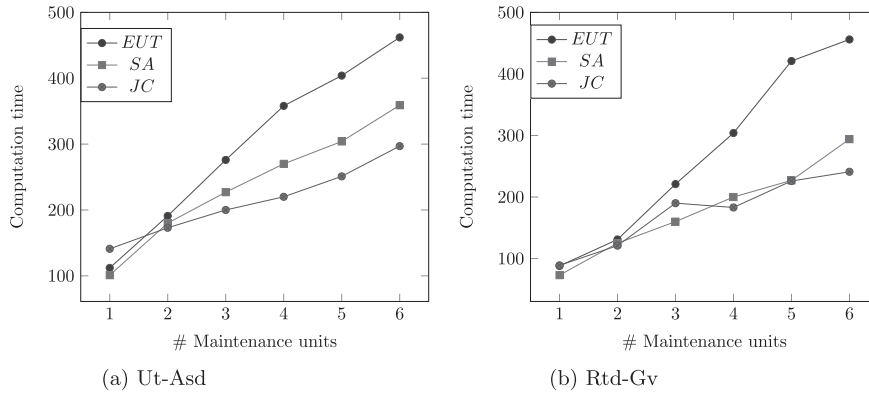 500
400
300
200
100
Computation time
EUT
SA
JC
1 2 3 4 5 6
# Maintenance units
(a) Ut-Asd
500
400
300
200
100
Computation time
EUT
SA
JC
1 2 3 4 5 6
# Maintenance units
(b) Rtd-Gv